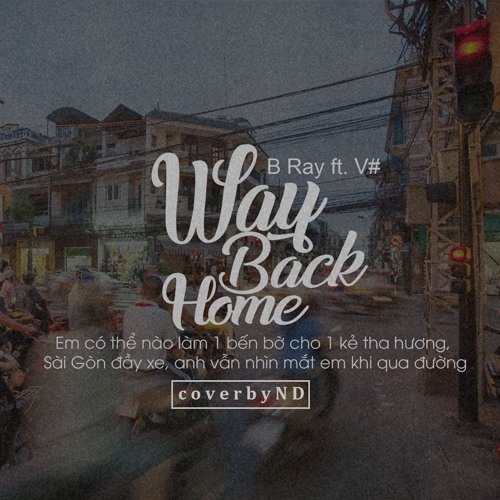 B Ray ft. V#
Way
Back
Home
Em có thể nào làm 1 bến bờ cho 1 kẻ tha hương,
Sài Gòn đầy xe, anh vẫn nhìn mắt em khi qua đường
coverbyND